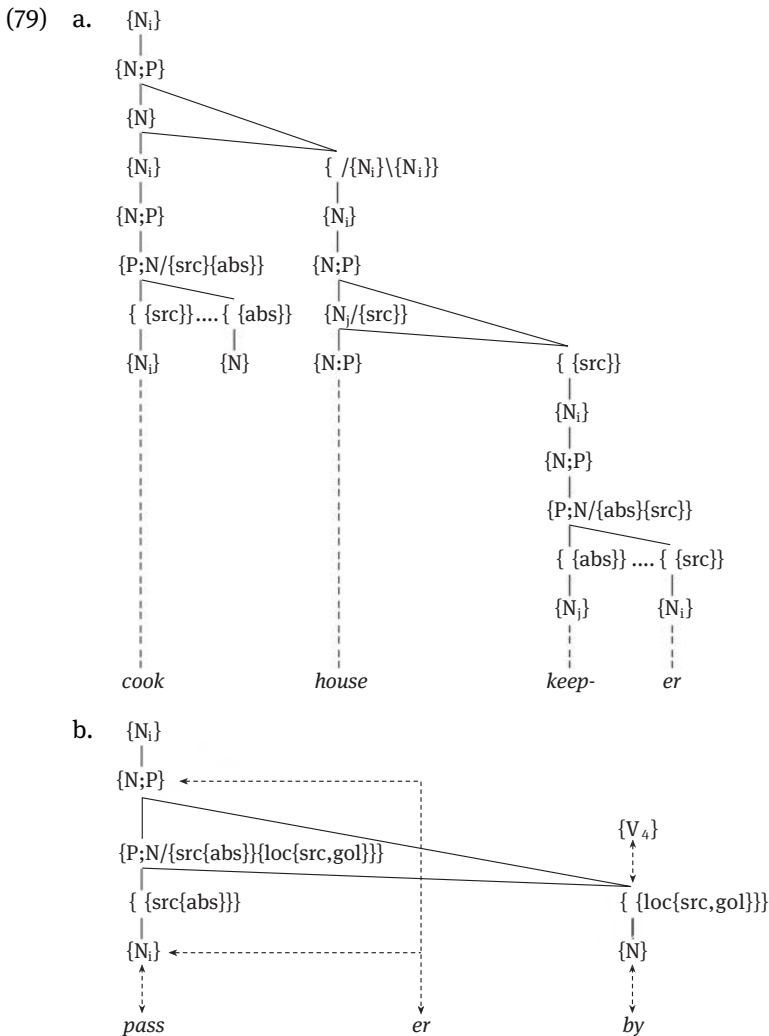 (79) a. {Nᵢ}
{N;P}
{N}
{Nᵢ} { /{Nᵢ}\{Nᵢ}}
{N;P} {Nᵢ}
{P;N/{src}{abs}} {N;P}
{ {src}} .... { {abs}} {Nⱼ/{src}}
{Nᵢ} {N} {N:P} { {src}}
{Nᵢ}
{N;P}
{P;N/{abs}{src}}
{ {abs}} .... { {src}}
{Nⱼ} {Nᵢ}
cook house keep- er
b. {Nᵢ}
{N;P}
{V₄}
{P;N/{src{abs}}{loc{src,gol}}}
{ {src{abs}}} { {loc{src,gol}}}
{Nᵢ} {N}
pass er by